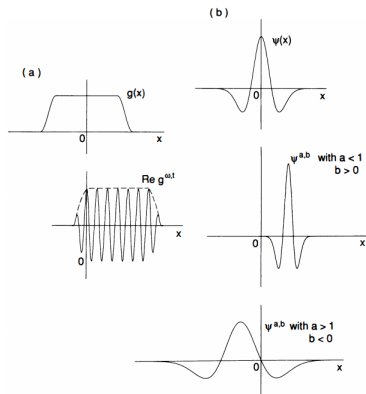 ( a )
g(x)
0
x
Re g^ω,t
x
0
( b )
ψ(x)
0
x
ψ^a,b with a < 1
b > 0
0
x
ψ^a,b with a > 1
b < 0
0
x